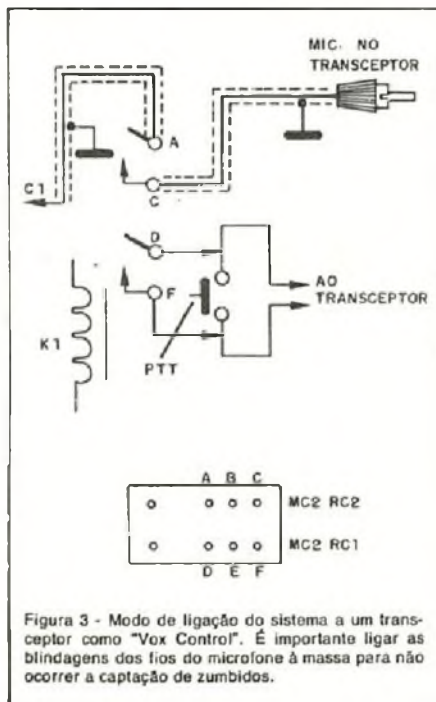 MIC. NO
TRANSCEPTOR
A
C1
C
D
F
AO
TRANSCEPTOR
K1
PTT
A B C
MC2 RC2
MC2 RC1
D E F
Figura 3 - Modo de ligação do sistema a um trans-
ceptor como "Vox Control". É importante ligar as
blindagens dos fios do microfone à massa para não
ocorrer a captação de zumbidos.